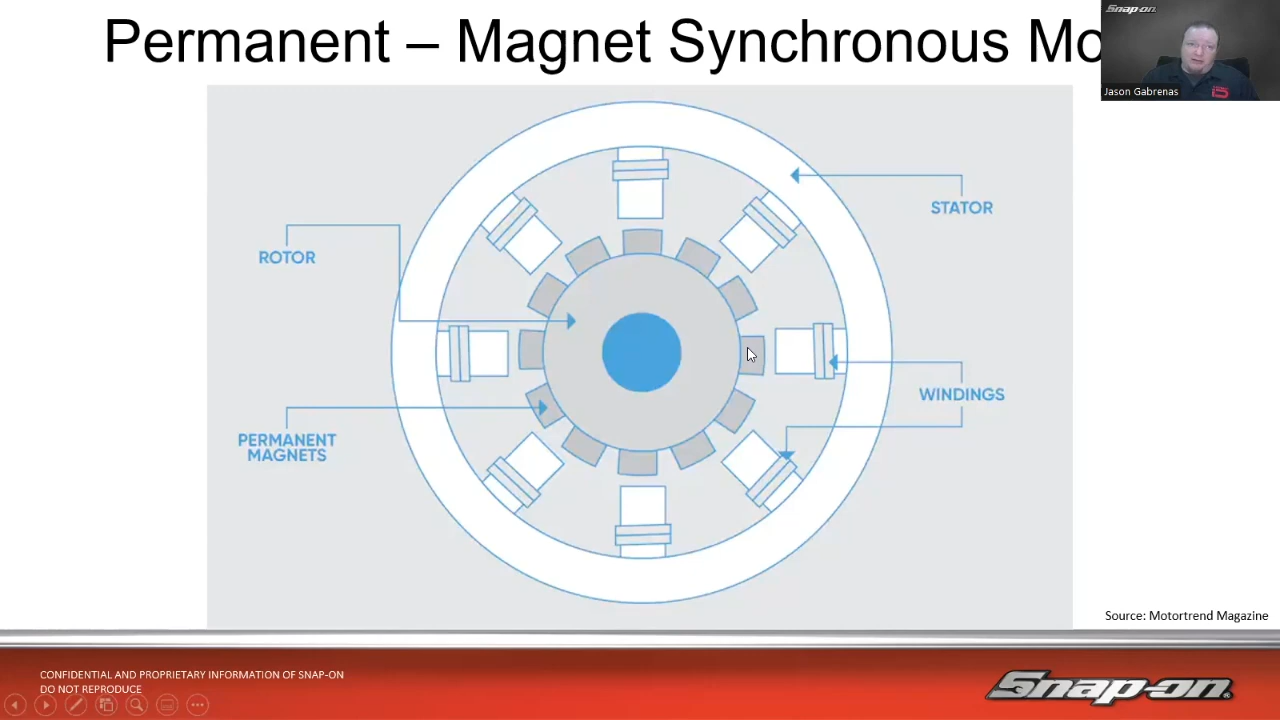 Permanent – Magnet Synchronous Mo
Snap-on
Jason Gabrenas
STATOR
ROTOR
WINDINGS
PERMANENT
MAGNETS
Source: Motortrend Magazine
CONFIDENTIAL AND PROPRIETARY INFORMATION OF SNAP-ON
DO NOT REPRODUCE
Snap-on